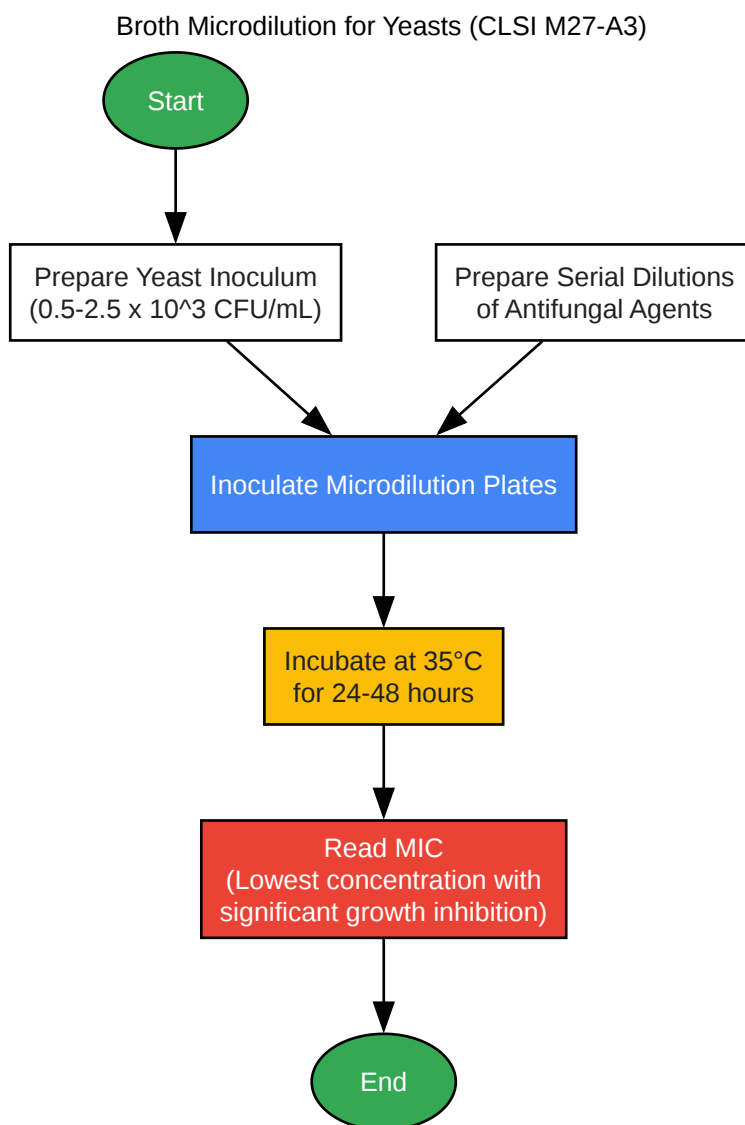 Broth Microdilution for Yeasts (CLSI M27-A3)
Start
Prepare Yeast Inoculum
(0.5-2.5 x 10^3 CFU/mL)
Prepare Serial Dilutions
of Antifungal Agents
Inoculate Microdilution Plates
Incubate at 35°C
for 24-48 hours
Read MIC
(Lowest concentration with
significant growth inhibition)
End